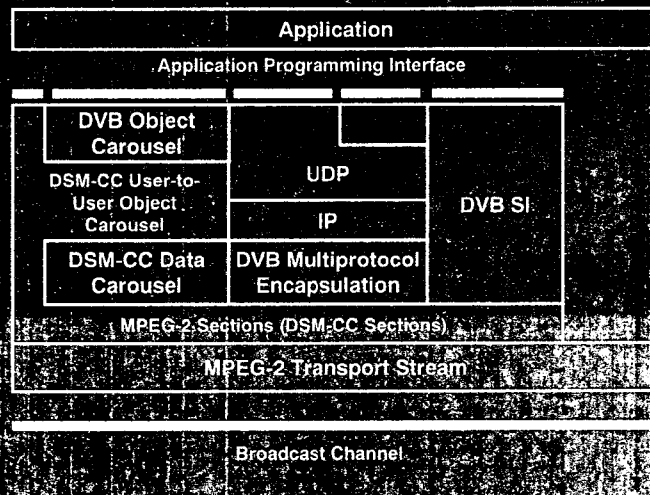 Application
Application Programming Interface
DVB Object
Carousel
DSM-CC User-to-
User Object
Carousel
DSM-CC Data
Carousel
UDP
IP
DVB Multiprotocol
Encapsulation
DVB SI
MPEG-2 Sections (DSM-CC Sections)
MPEG-2 Transport Stream
Broadcast Channel